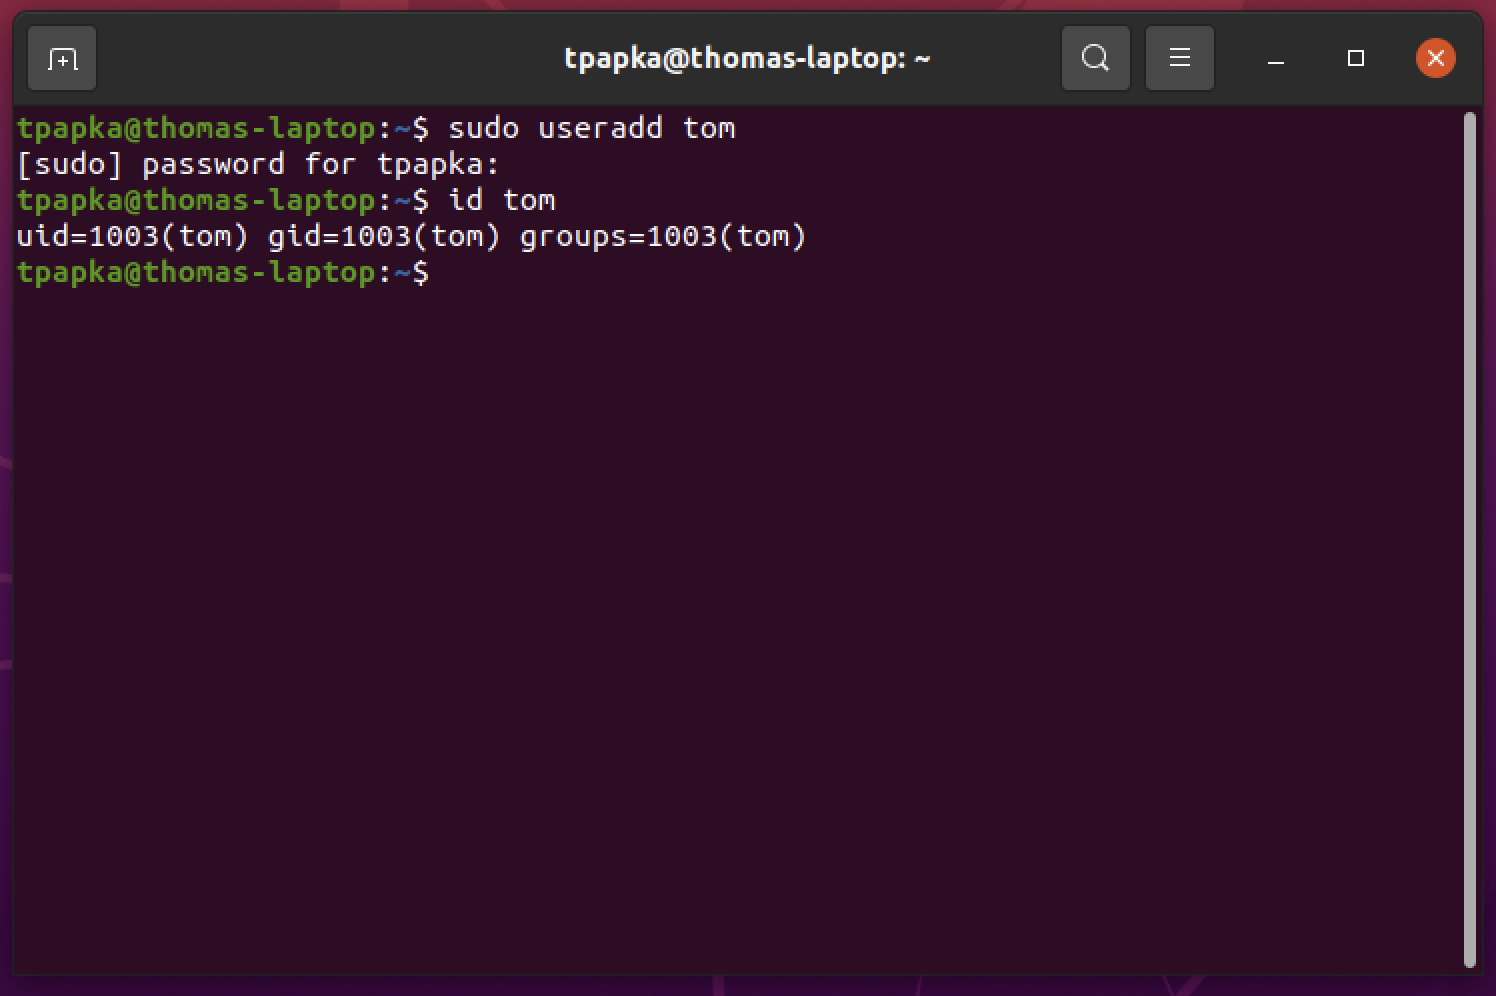 tpapka@thomas-laptop: ~
tpapka@thomas-laptop:~$ sudo useradd tom
[sudo] password for tpapka:
tpapka@thomas-laptop:~$ id tom
uid=1003(tom) gid=1003(tom) groups=1003(tom)
tpapka@thomas-laptop:~$